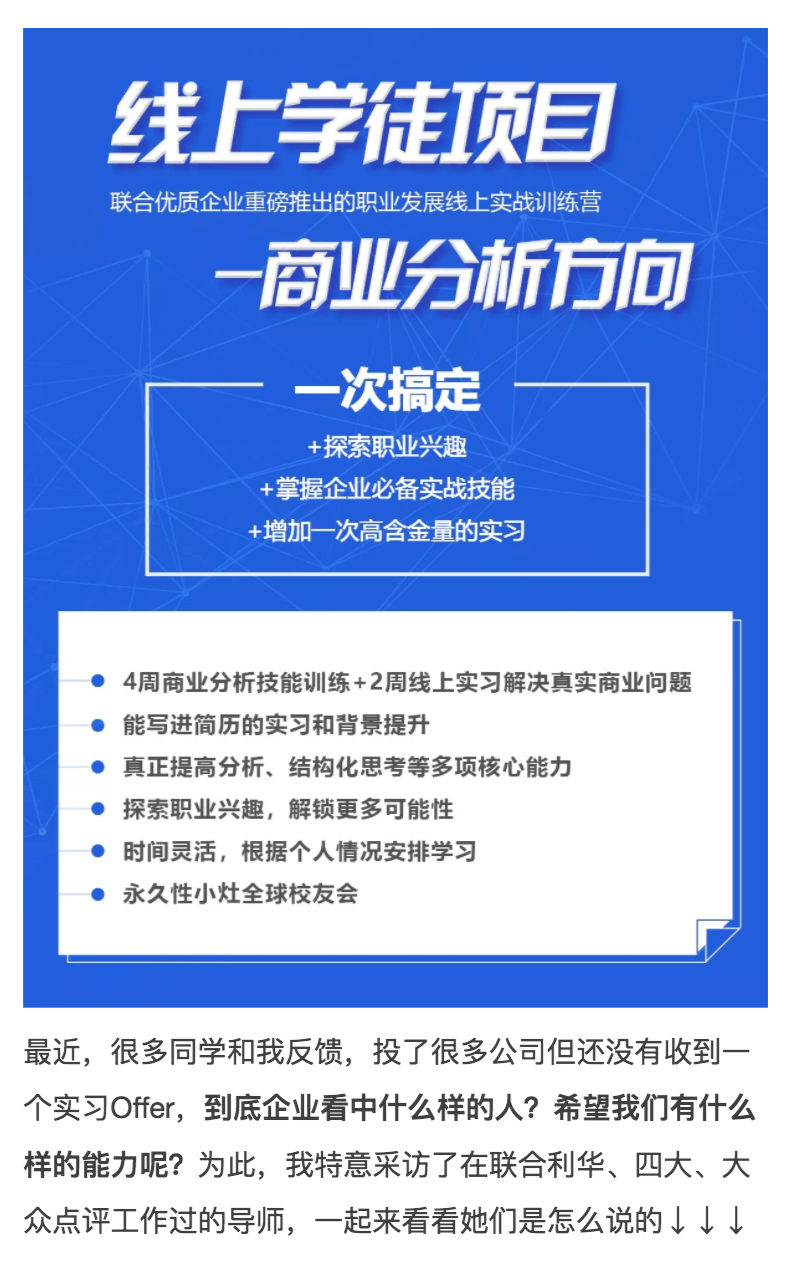 线上学徒项目
联合优质企业重磅推出的职业发展线上实战训练营
–商业分析方向
一次搞定
+探索职业兴趣
+掌握企业必备实战技能
+增加一次高含金量的实习
4周商业分析技能训练+2周线上实习解决真实商业问题
能写进简历的实习和背景提升
真正提高分析、结构化思考等多项核心能力
探索职业兴趣，解锁更多可能性
时间灵活，根据个人情况安排学习
永久性小灶全球校友会
最近，很多同学和我反馈，投了很多公司但还没有收到一
个实习Offer，到底企业看中什么样的人？希望我们有什么
样的能力呢？为此，我特意采访了在联合利华、四大、大
众点评工作过的导师，一起来看看她们是怎么说的↓↓↓